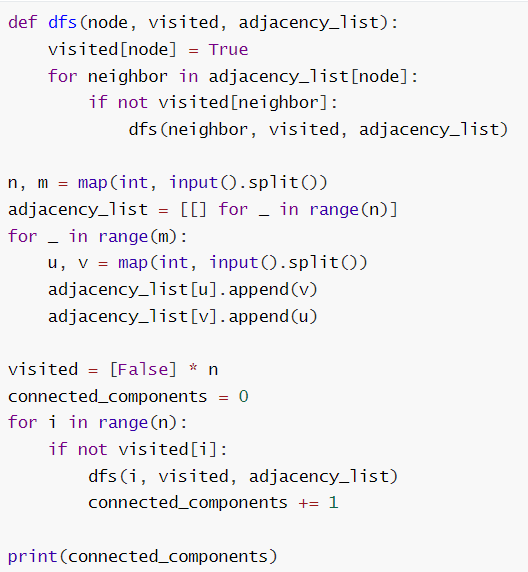 def dfs(node, visited, adjacency_list):
    visited[node] = True
    for neighbor in adjacency_list[node]:
        if not visited[neighbor]:
            dfs(neighbor, visited, adjacency_list)

n, m = map(int, input().split())
adjacency_list = [[] for _ in range(n)]
for _ in range(m):
    u, v = map(int, input().split())
    adjacency_list[u].append(v)
    adjacency_list[v].append(u)

visited = [False] * n
connected_components = 0
for i in range(n):
    if not visited[i]:
        dfs(i, visited, adjacency_list)
        connected_components += 1

print(connected_components)